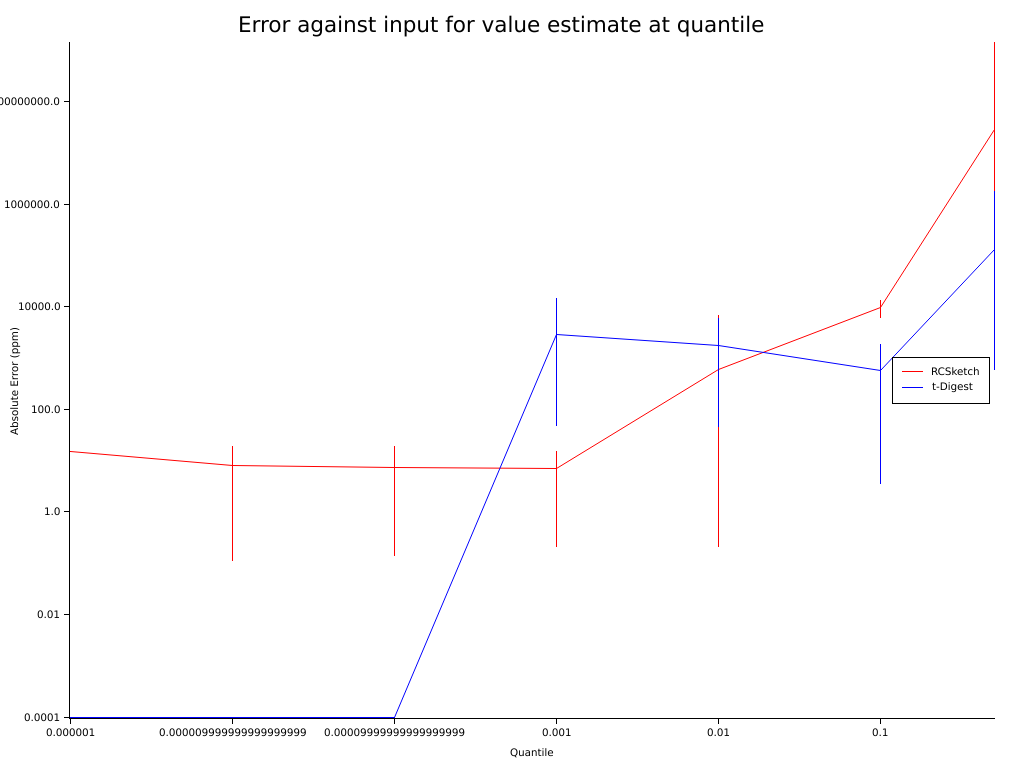 Error against input for value estimate at quantile
00000000.0
1000000.0
10000.0
Absolute Error (ppm)
RCSketch
t-Digest
100.0
1.0
0.01
0.0001
0.000001 0.0000099999999999999999 0.00009999999999999999 0.001 0.01 0.1
Quantile